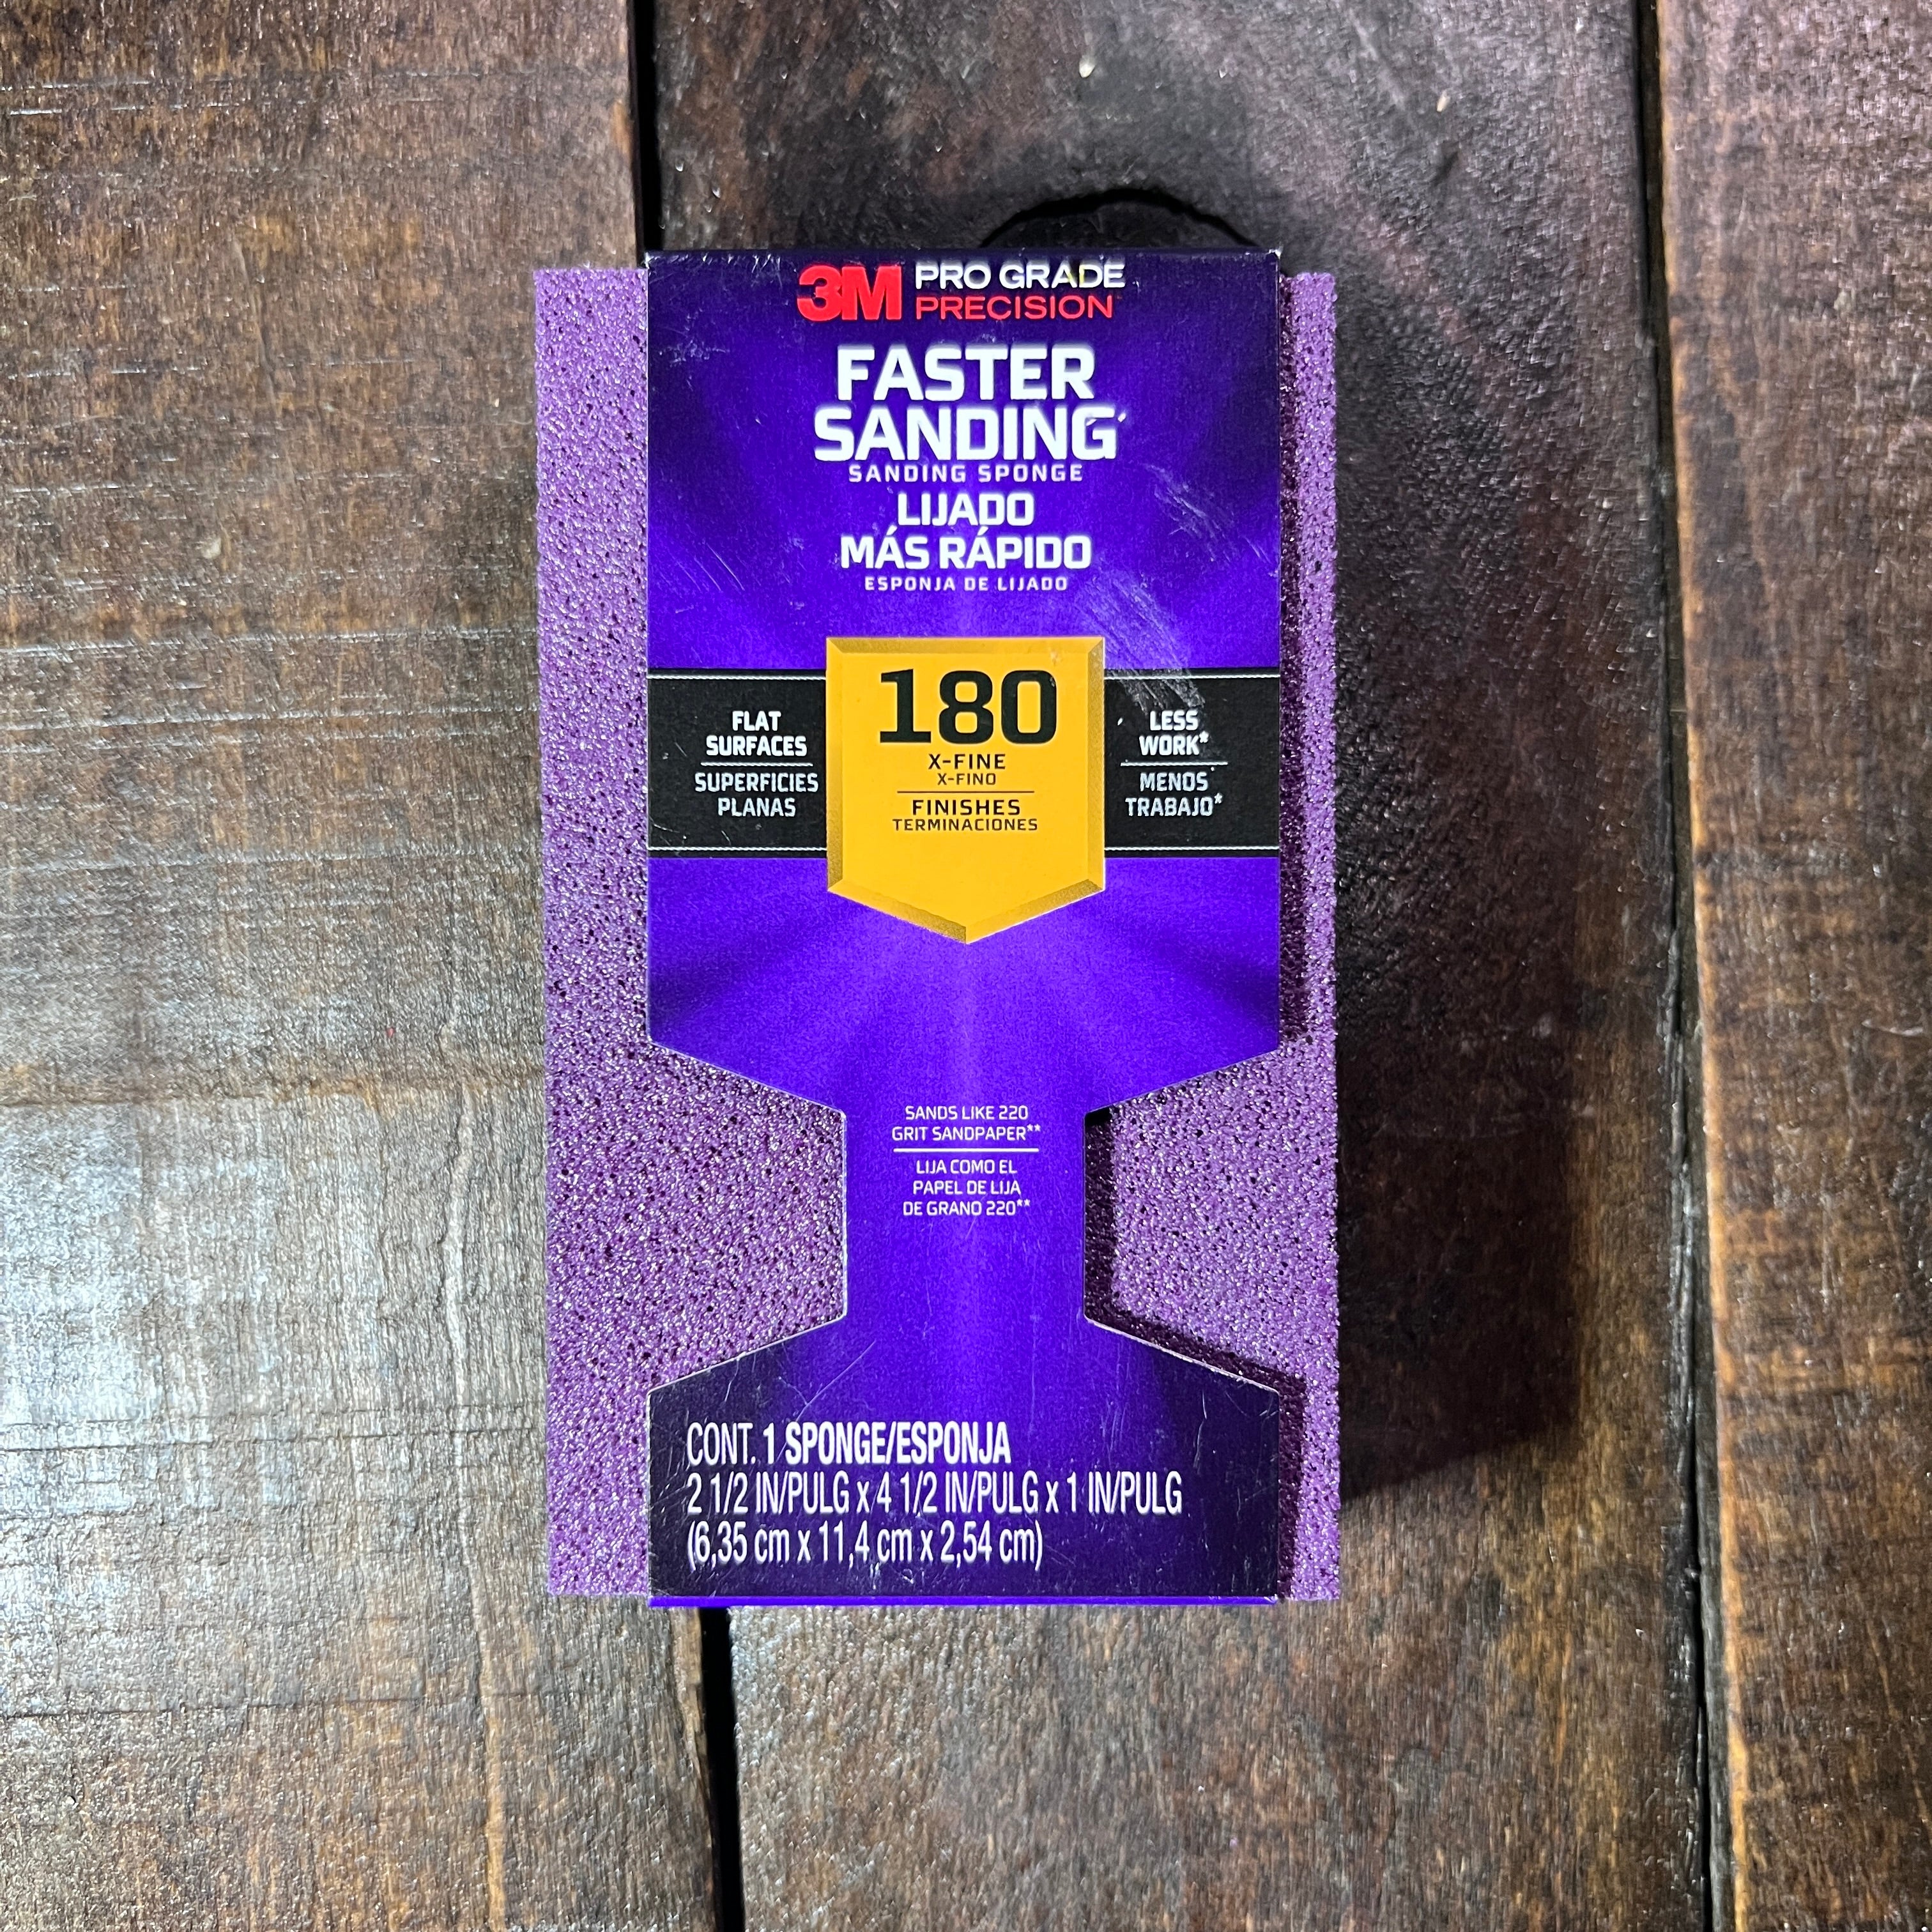 3M PRO GRADE
PRECISION
FASTER
SANDING
SANDING SPONGE
LIJADO
MÁS RÁPIDO
ESPONJA DE LIJADO
FLAT
SURFACES
SUPERFICIES
PLANAS
180
X-FINE
X-FINO
FINISHES
TERMINACIONES
LESS
WORK*
MENOS
TRABAJO*
SANDS LIKE 220
GRIT SANDPAPER**
LIJA COMO EL
PAPEL DE LIJA
DE GRANO 220**
CONT. 1 SPONGE/ESPONJA
2 1/2 IN/PULG x 4 1/2 IN/PULG x 1 IN/PULG
(6,35 cm x 11,4 cm x 2,54 cm)